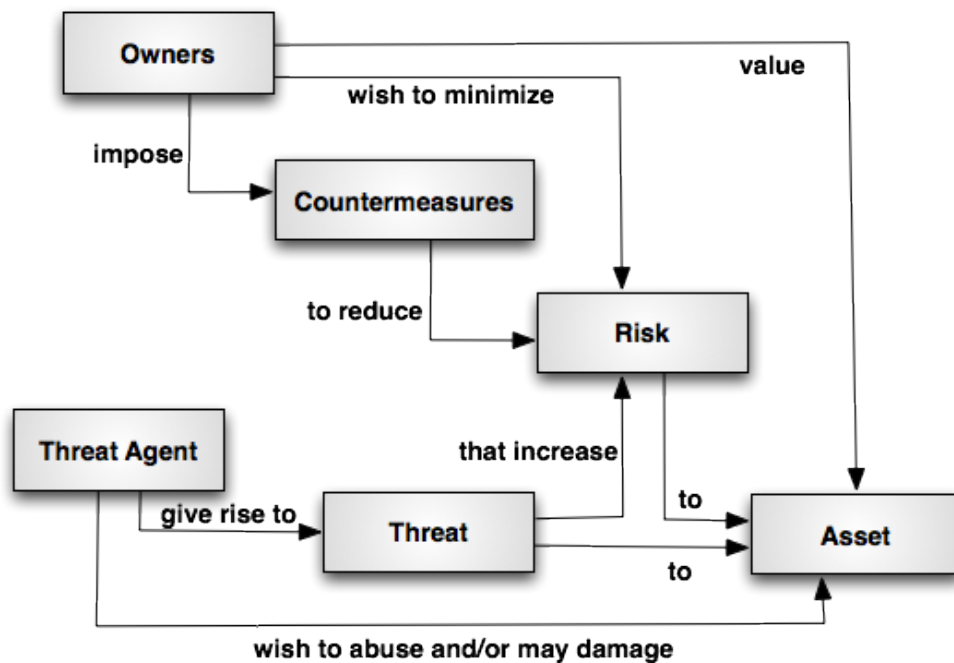 Owners
value
wish to minimize
impose
Countermeasures
to reduce
Risk
Threat Agent
that increase
give rise to
to
Threat
Asset
to
wish to abuse and/or may damage